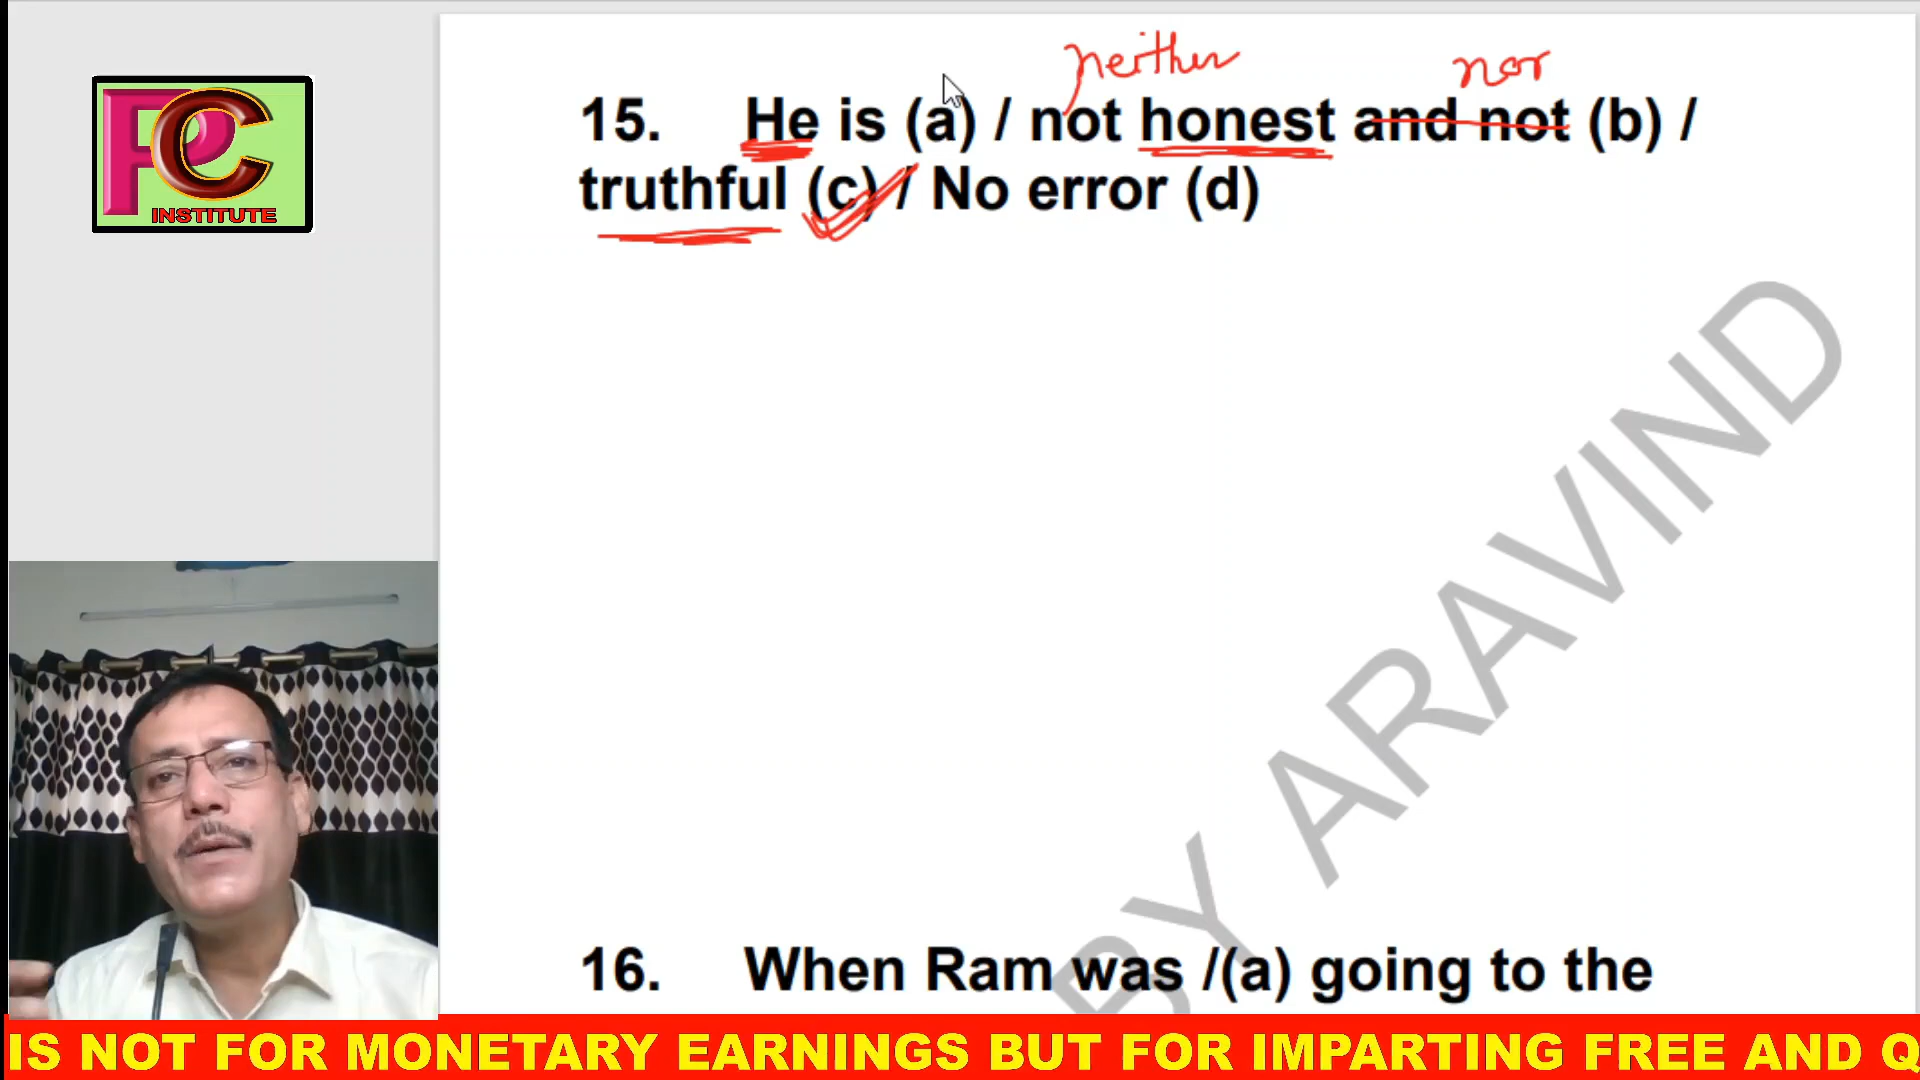 neither nor
15. He is (a) / not honest and not (b) /
truthful (c) / No error (d)
PC
INSTITUTE
BY ARAVIND
16. When Ram was /(a) going to the
IS NOT FOR MONETARY EARNINGS BUT FOR IMPARTING FREE AND Q